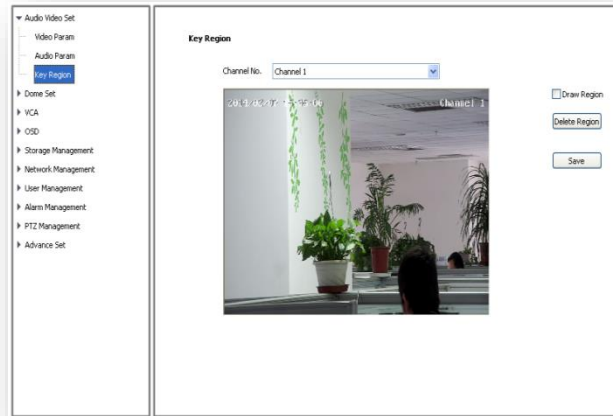 Audio Video Set
Video Param
Audio Param
Key Region
Dome Set
VCA
OSD
Storage Management
Network Management
User Management
Alarm Management
PTZ Management
Advance Set
Key Region
Channel No. Channel 1
Channel 1
Draw Region
Delete Region
Save